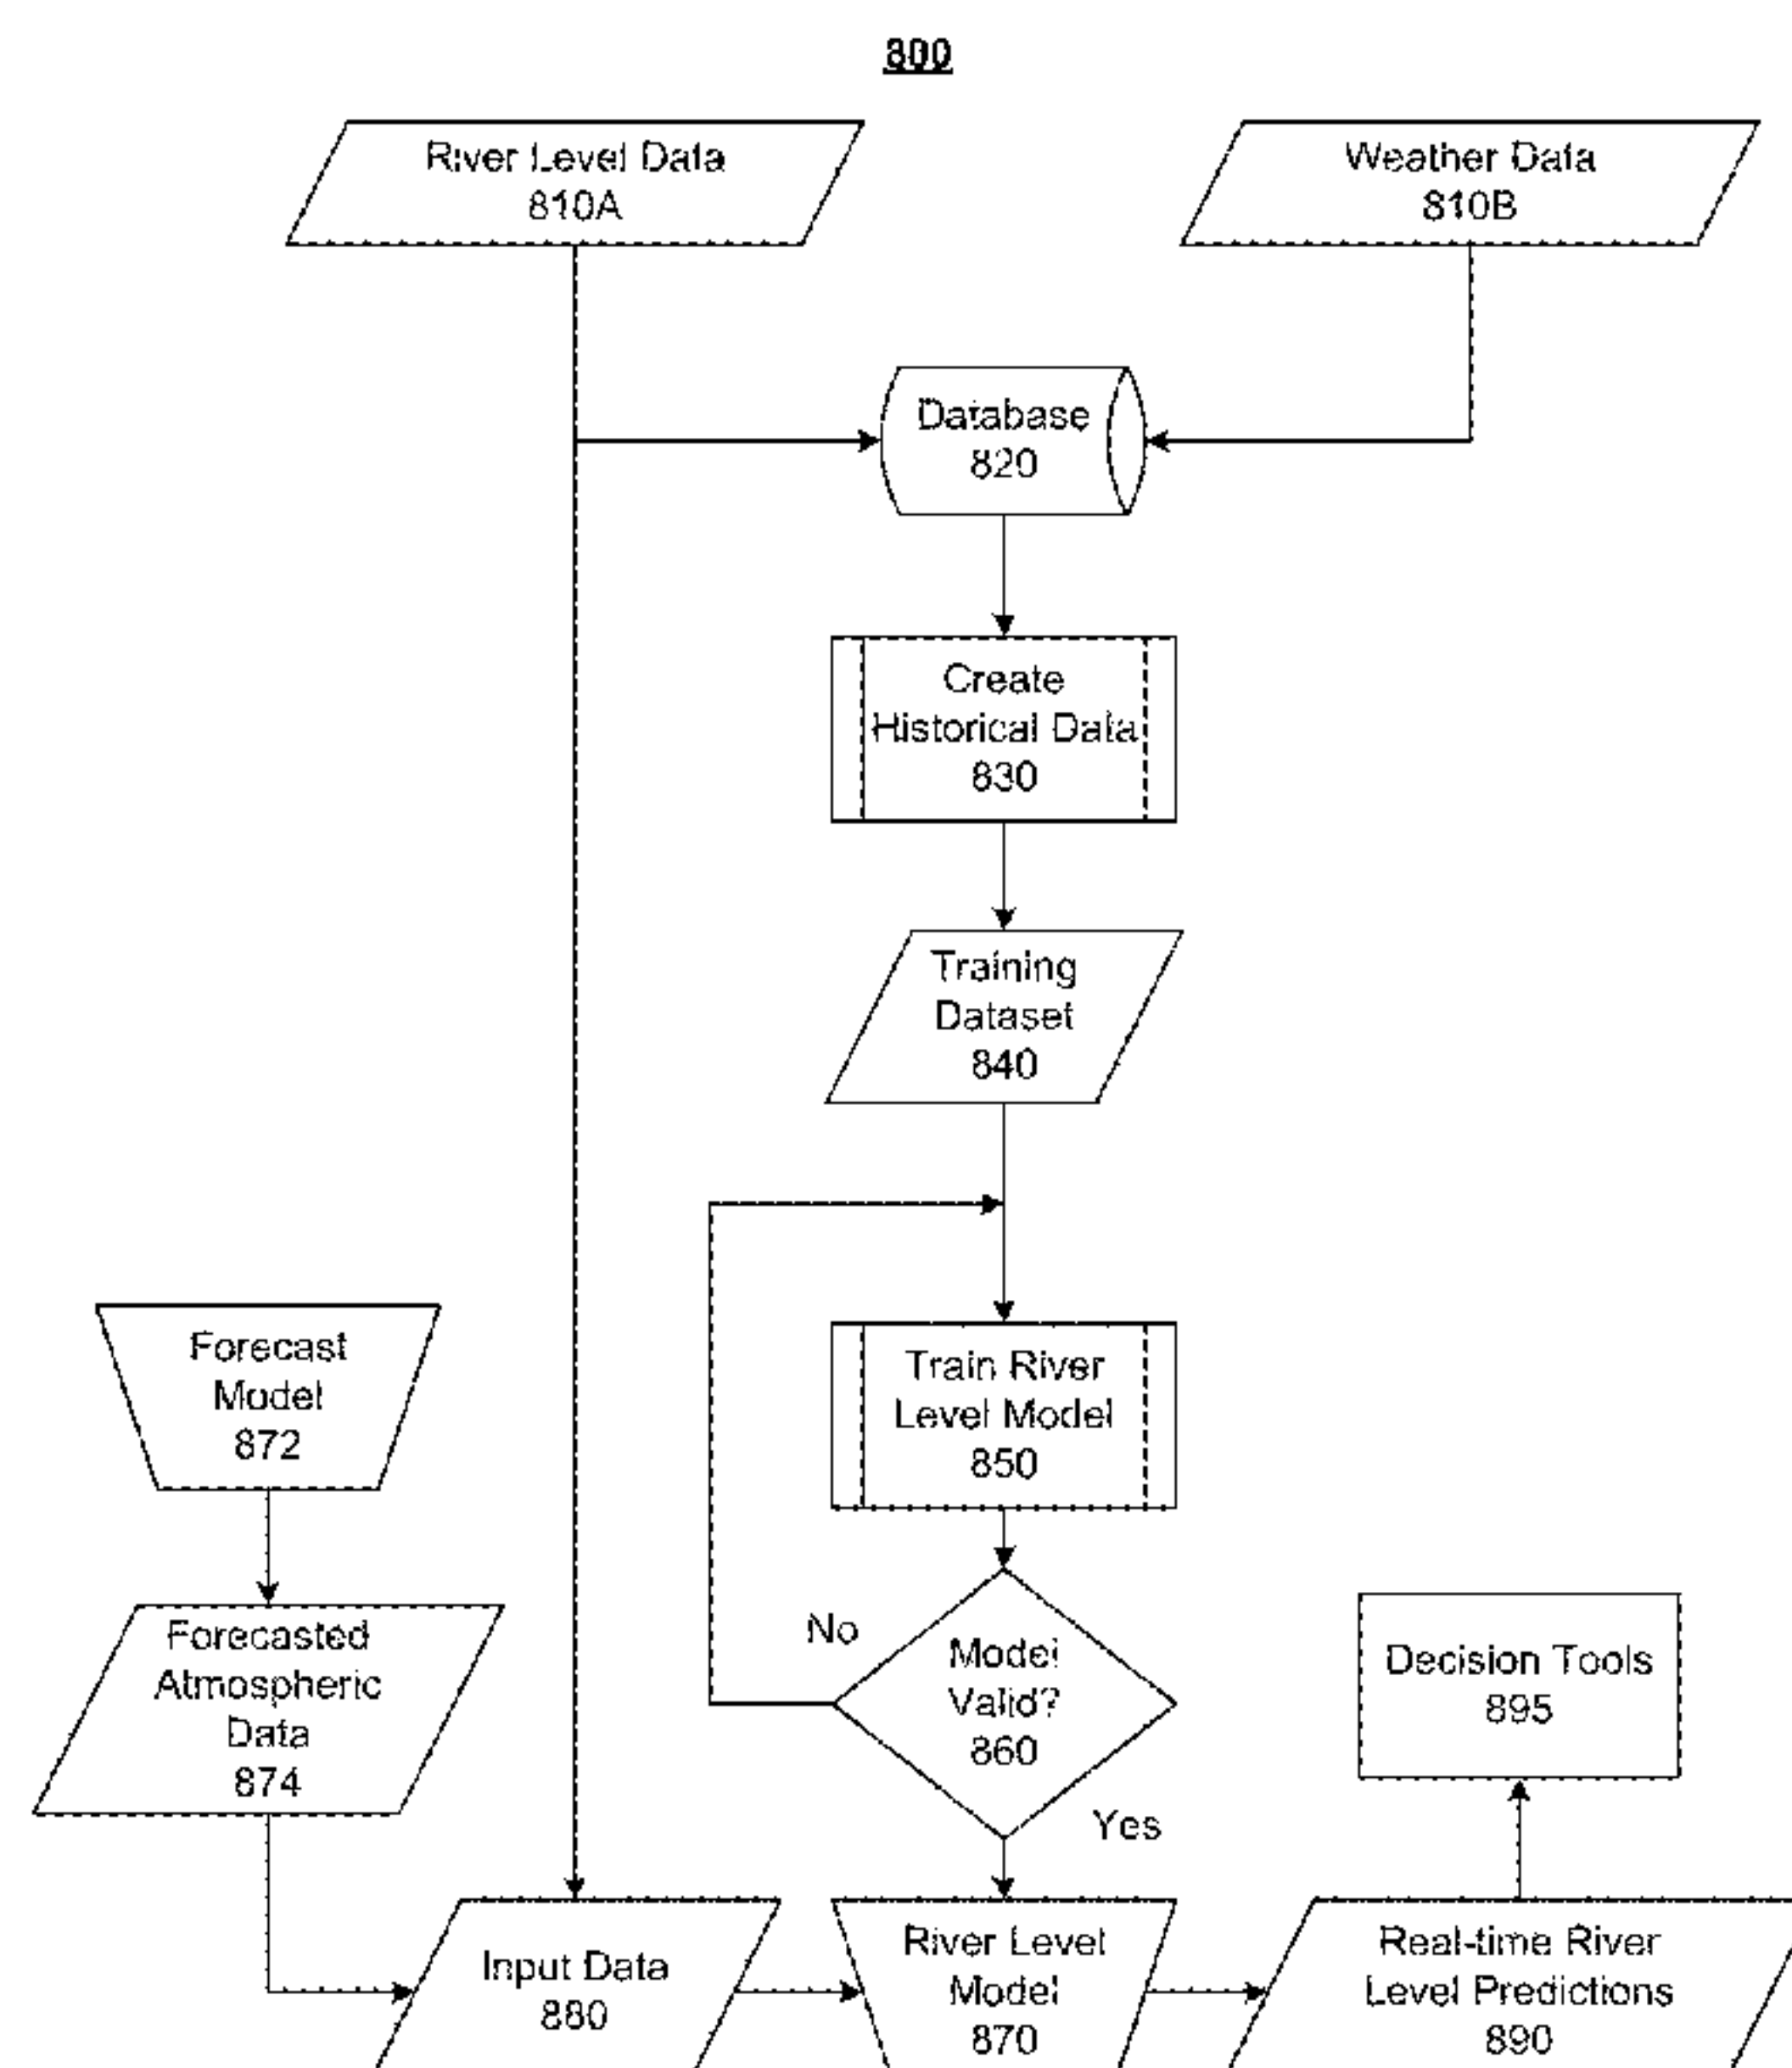 800
River Level Data
810A
Weather Data
810B
Database
820
Create
Historical Data
830
Training
Dataset
840
Forecast
Model
872
Train River
Level Model
850
Forecasted
Atmospheric
Data
874
No
Model
Valid?
860
Yes
Decision Tools
895
Input Data
880
River Level
Model
870
Real-time River
Level Predictions
890